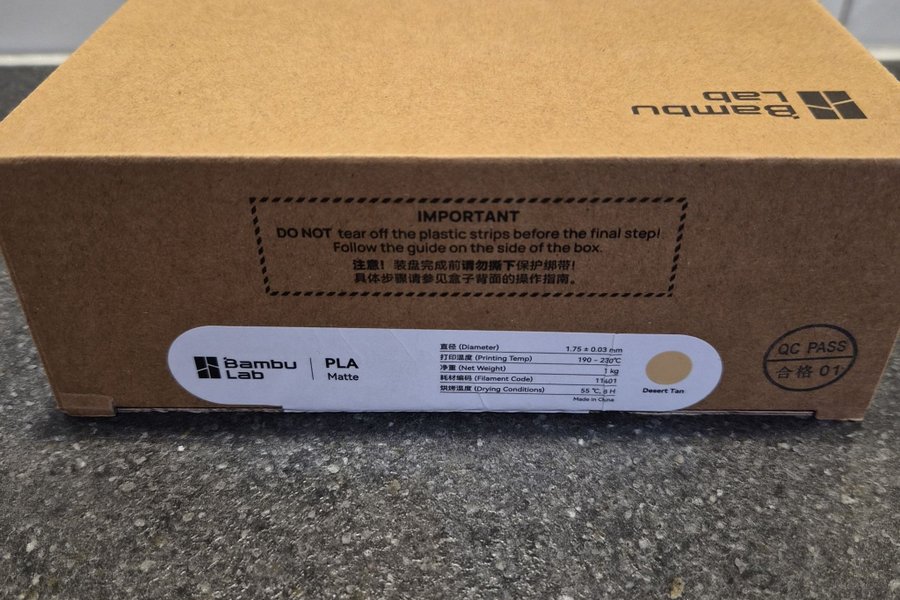 Bambu
Lab
IMPORTANT
DO NOT tear off the plastic strips before the final step!
Follow the guide on the side of the box.
注意！装盘完成前请勿撕下保护绑带！
具体步骤请参见盒子背面的操作指南。
Bambu
Lab
PLA
Matte
直径 (Diameter) 1.75 ± 0.03 mm
打印温度 (Printing Temp) 190 - 230℃
净重 (Net Weight) 1 kg
耗材编码 (Filament Code) 11401
烘烤温度 (Drying Conditions) 55 ℃, 8 H
Made in China
Desert Tan
QC PASS
合格 01